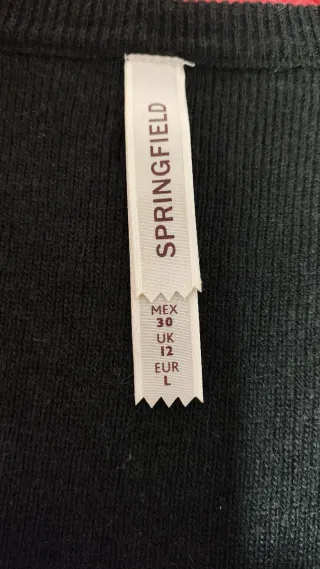 SPRINGFIELD
MEX
30
UK
12
EUR
L